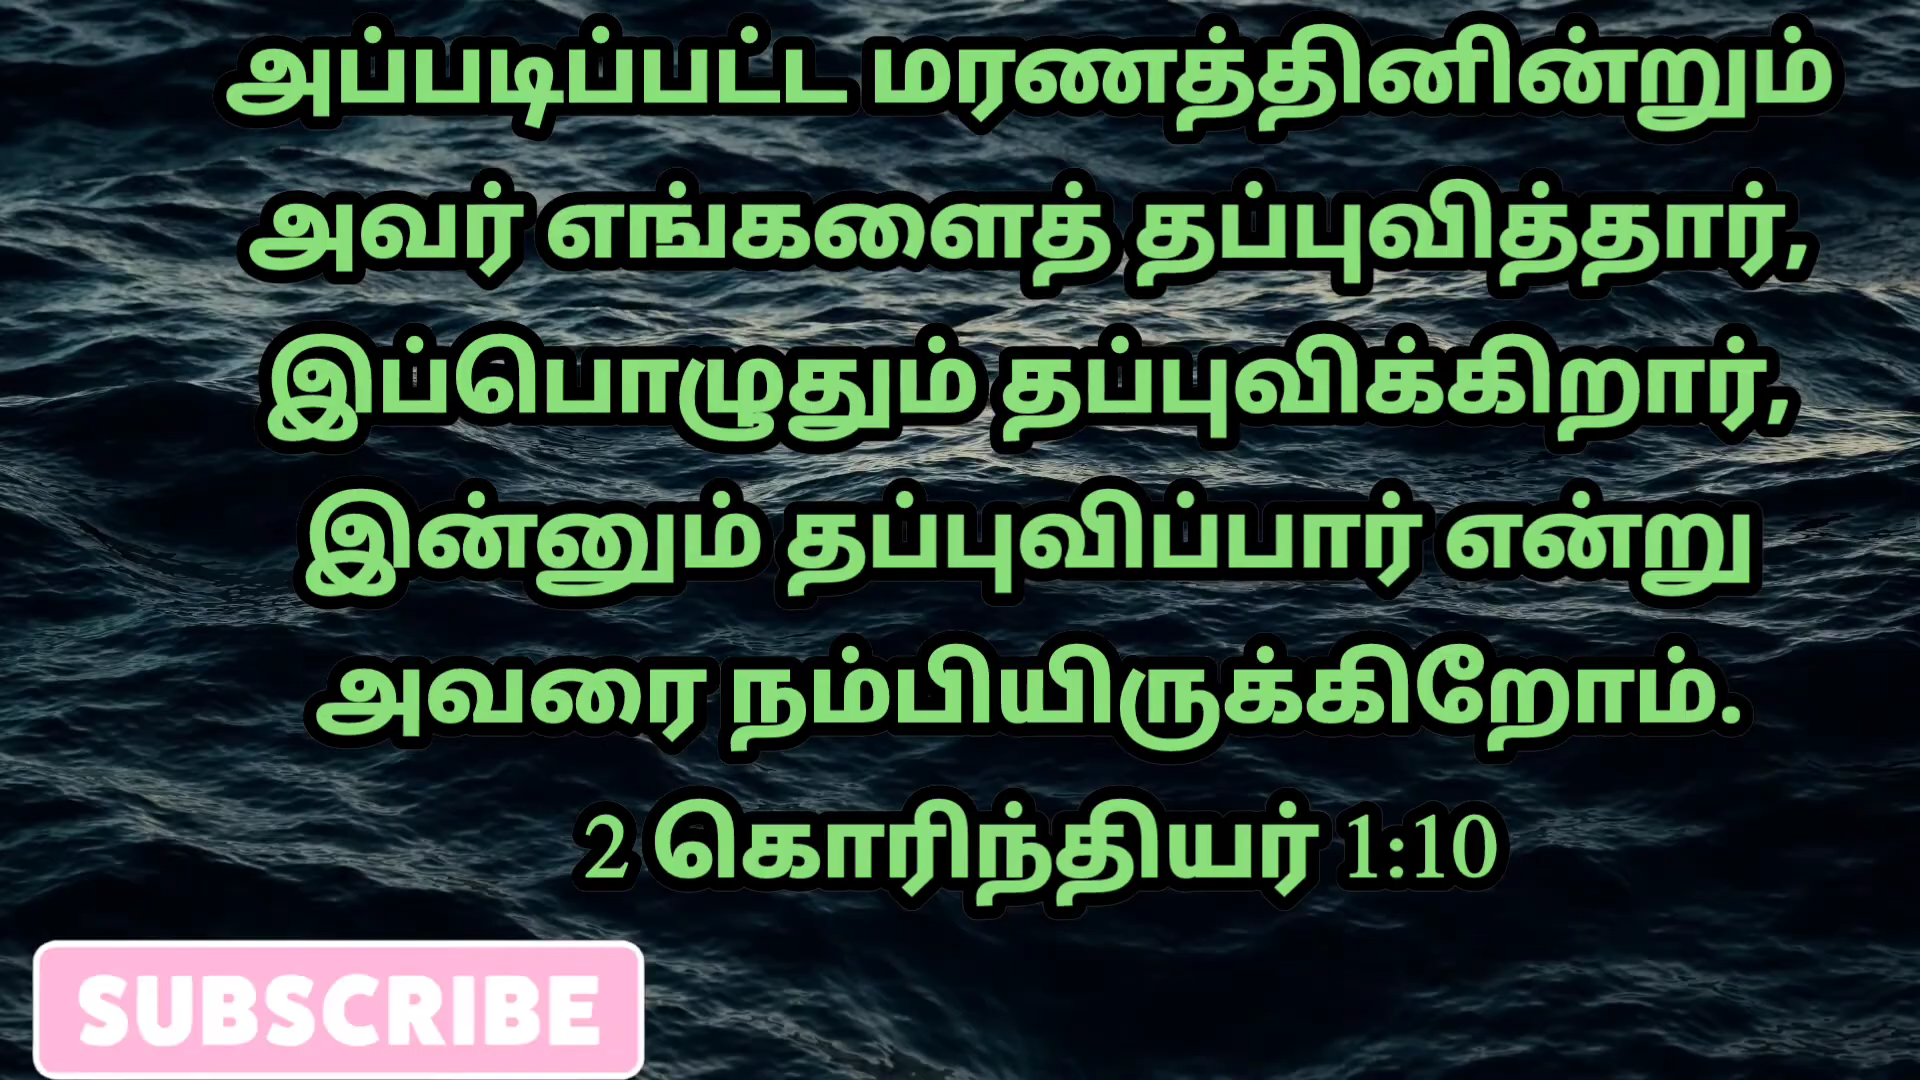 அப்படிப்பட்ட மரணத்தினின்றும்
அவர் எங்களைத் தப்புவித்தார்,
இப்பொழுதும் தப்புவிக்கிறார்,
இன்னும் தப்புவிப்பார் என்று
அவரை நம்பியிருக்கிறோம்.
2 கொரிந்தியர் 1:10
SUBSCRIBE